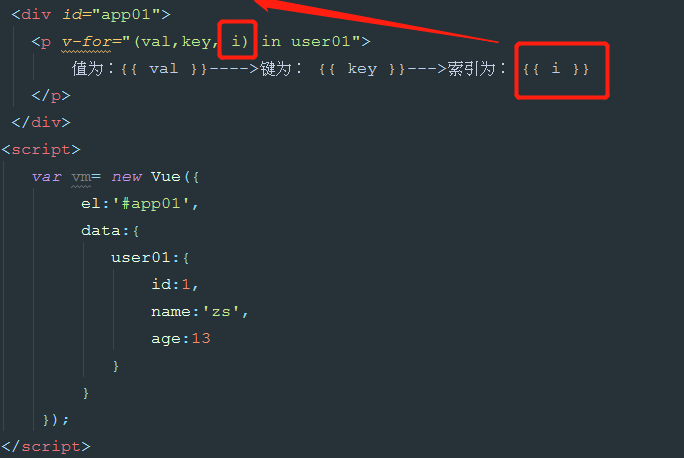 <div id="app01">
<p v-for="(val,key, i) in user01">
值为：{{ val }}---->键为： {{ key }}--->索引为： {{ i }}
</p>
</div>
<script>
var vm= new Vue({
el:'#app01',
data:{
user01:{
id:1,
name:'zs',
age:13
}
}
});
</script>